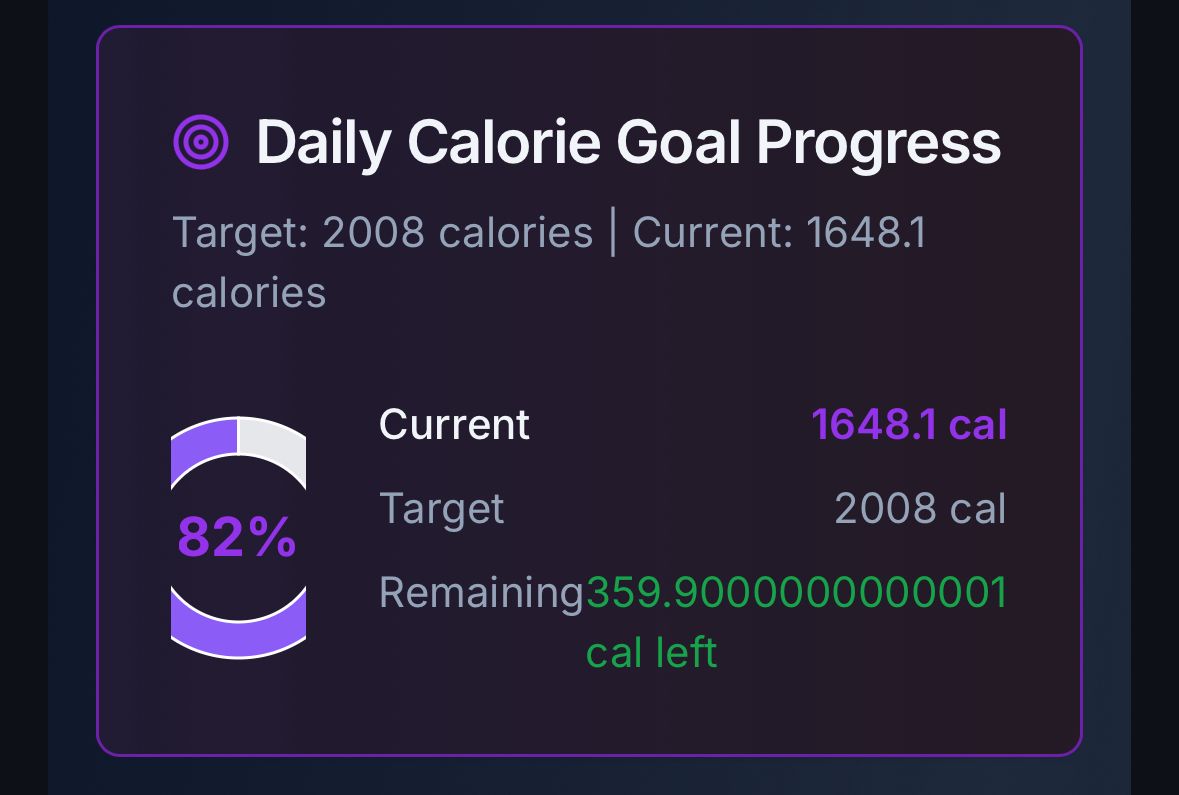 Daily Calorie Goal Progress
Target: 2008 calories | Current: 1648.1
calories
82%
Current 1648.1 cal
Target 2008 cal
Remaining 359.9000000000001
cal left